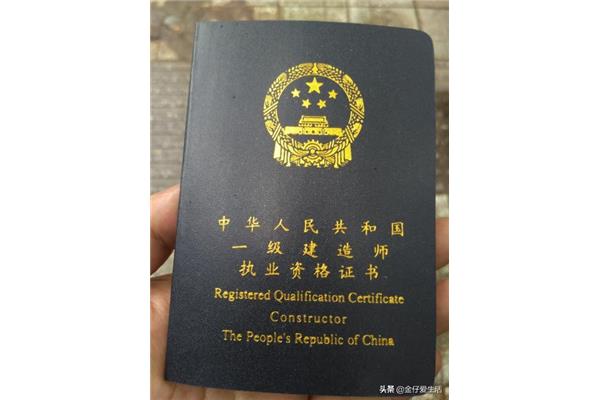 中华人民共和国
一级建造师
执业资格证书
Registered Qualification Certificate
Constructor
The People's Republic of China
头条 @金仔爱生活